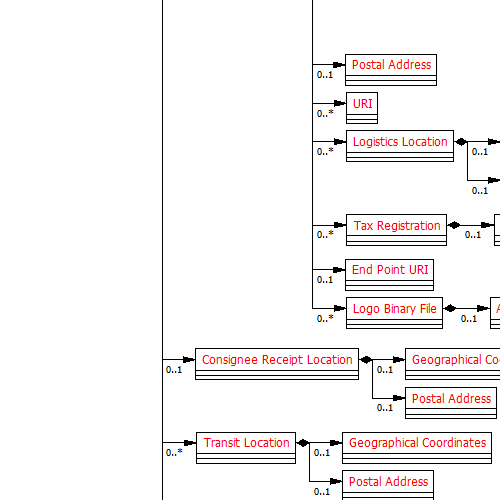 Postal Address
0..1
URI
0..*
Logistics Location
0..*
0..1
0..1
Tax Registration
0..*
0..1
End Point URI
0..1
Logo Binary File
0..*
0..1
Consignee Receipt Location
0..1
Geographical Co
0..1
Postal Address
0..1
Transit Location
0..*
Geographical Coordinates
0..1
Postal Address
0..1